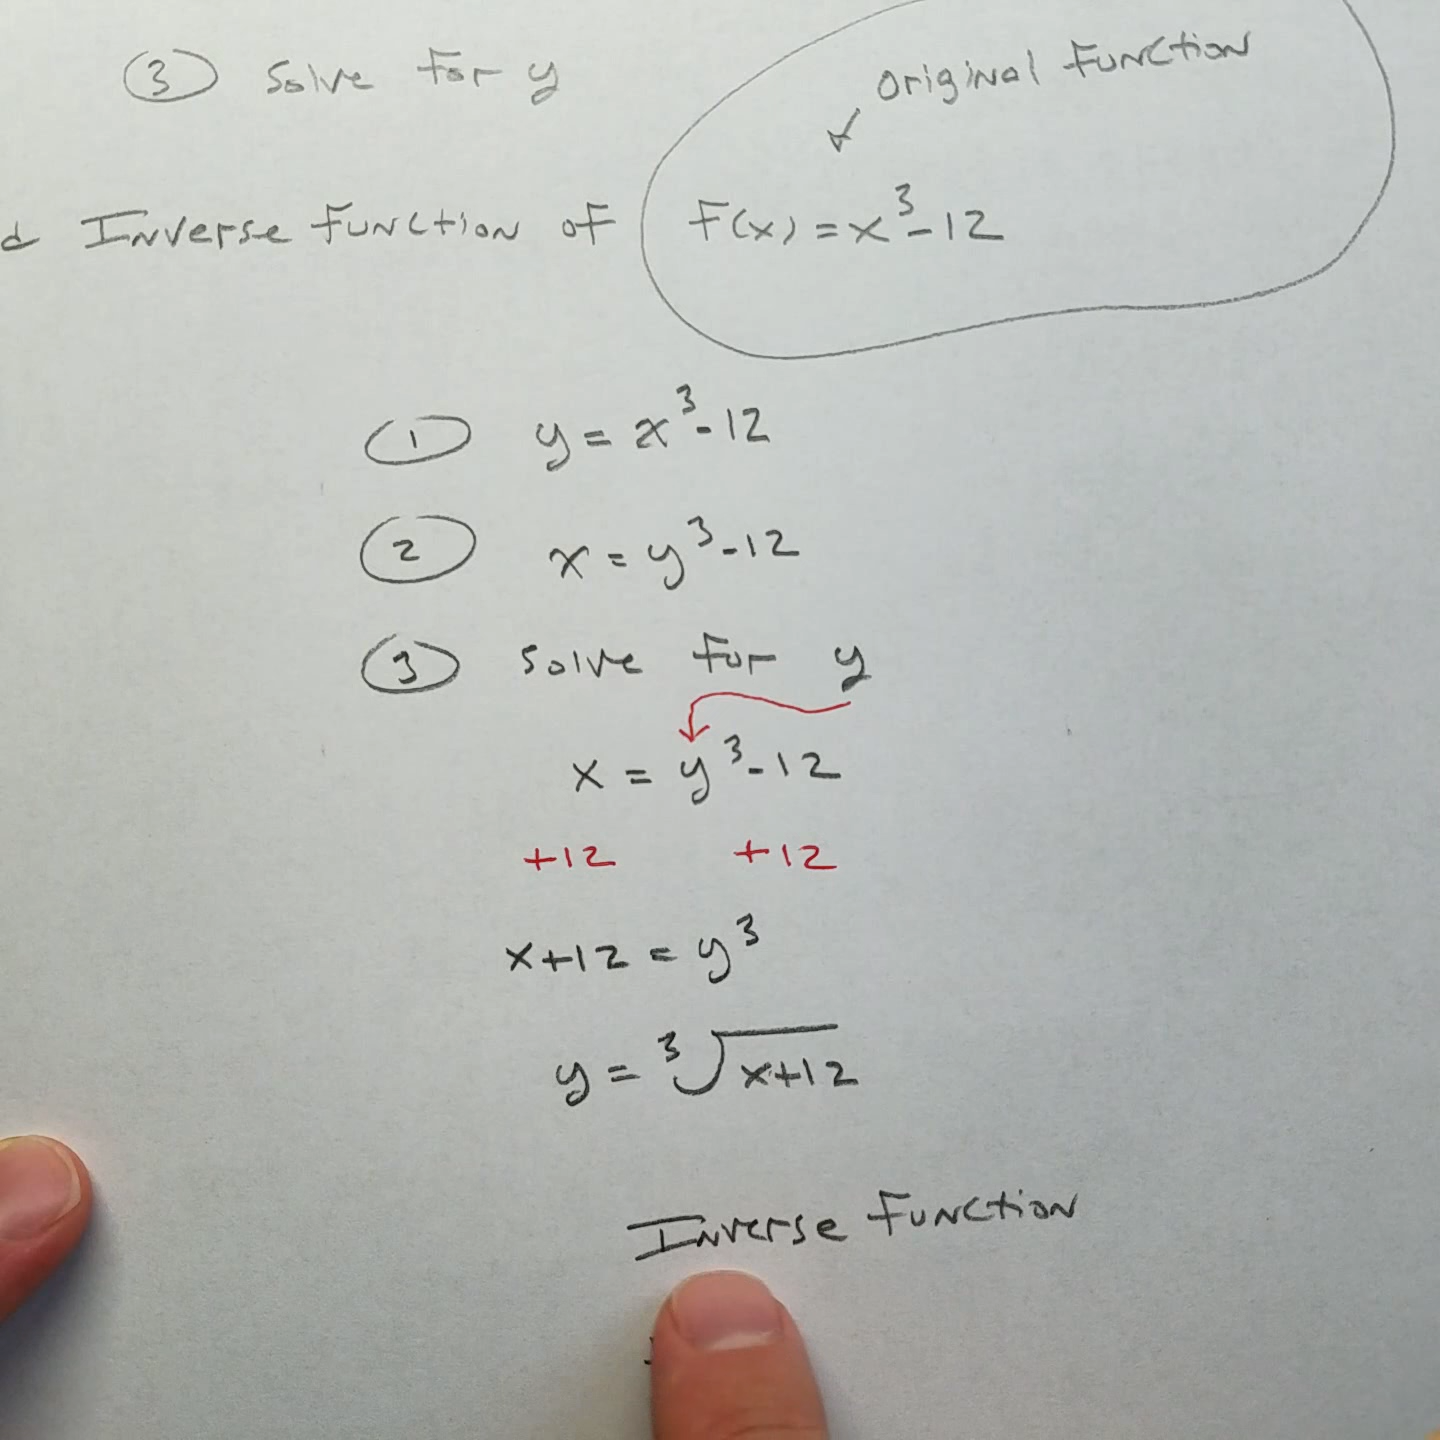 ③ Solve for y
Original Function
d Inverse Function of F(x) = x³-12
① y = x³-12
② x = y³-12
③ Solve for y
x = y³-12
+12 +12
x+12 = y³
y = ³√x+12
Inverse Function